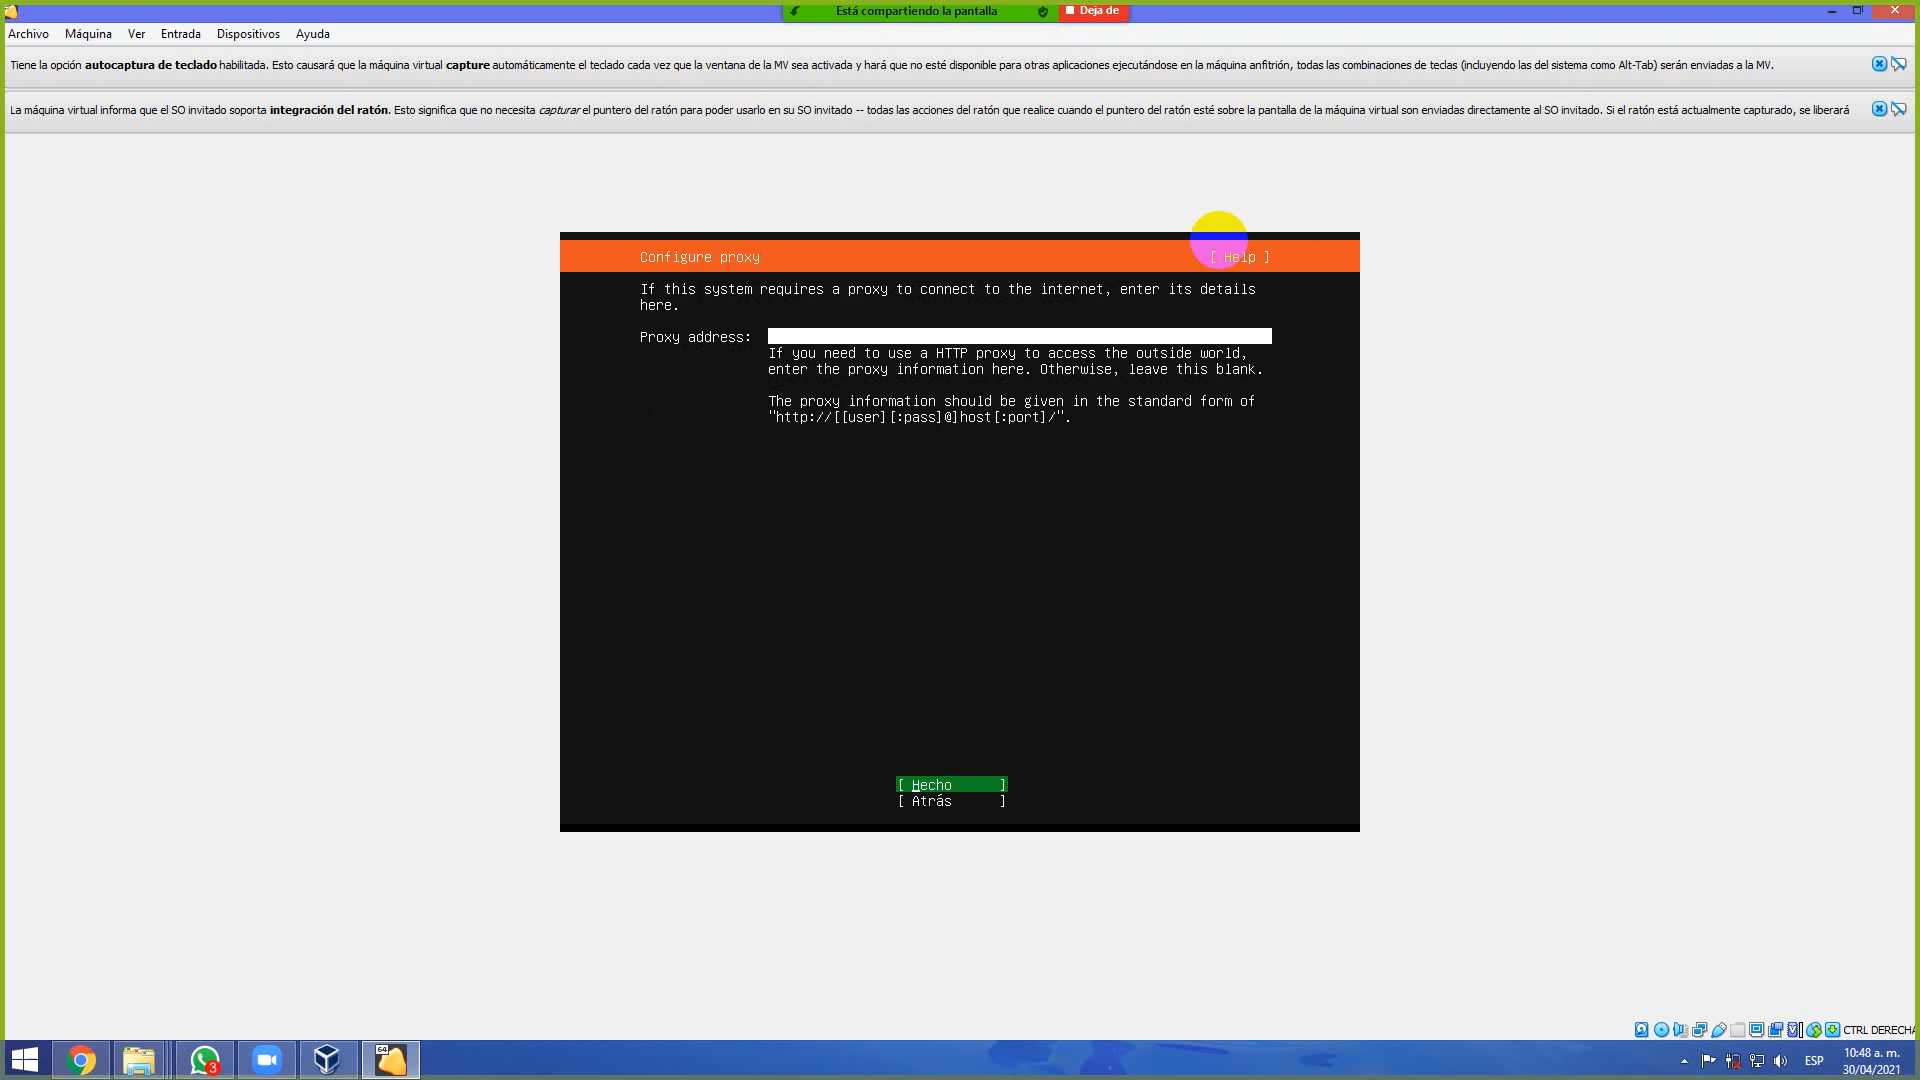 Está compartiendo la pantalla
Deja de
Archivo Máquina Ver Entrada Dispositivos Ayuda
Tiene la opción autocaptura de teclado habilitada. Esto causará que la máquina virtual capture automáticamente el teclado cada vez que la ventana de la MV sea activada y hará que no esté disponible para otras aplicaciones ejecutándose en la máquina anfitrión, todas las combinaciones de teclas (incluyendo las del sistema como Alt-Tab) serán enviadas a la MV.
La máquina virtual informa que el SO invitado soporta integración del ratón. Esto significa que no necesita capturar el puntero del ratón para poder usarlo en su SO invitado -- todas las acciones del ratón que realice cuando el puntero del ratón esté sobre la pantalla de la máquina virtual son enviadas directamente al SO invitado. Si el ratón está actualmente capturado, se liberará
Configure proxy [ Help ]
If this system requires a proxy to connect to the internet, enter its details
here.
Proxy address:
If you need to use a HTTP proxy to access the outside world,
enter the proxy information here. Otherwise, leave this blank.
The proxy information should be given in the standard form of
"http://[[user][:pass]@]host[:port]/".
[ Hecho ]
[ Atrás ]
CTRL DERECHA
64
3
ESP
10:48 a. m.
30/04/2021